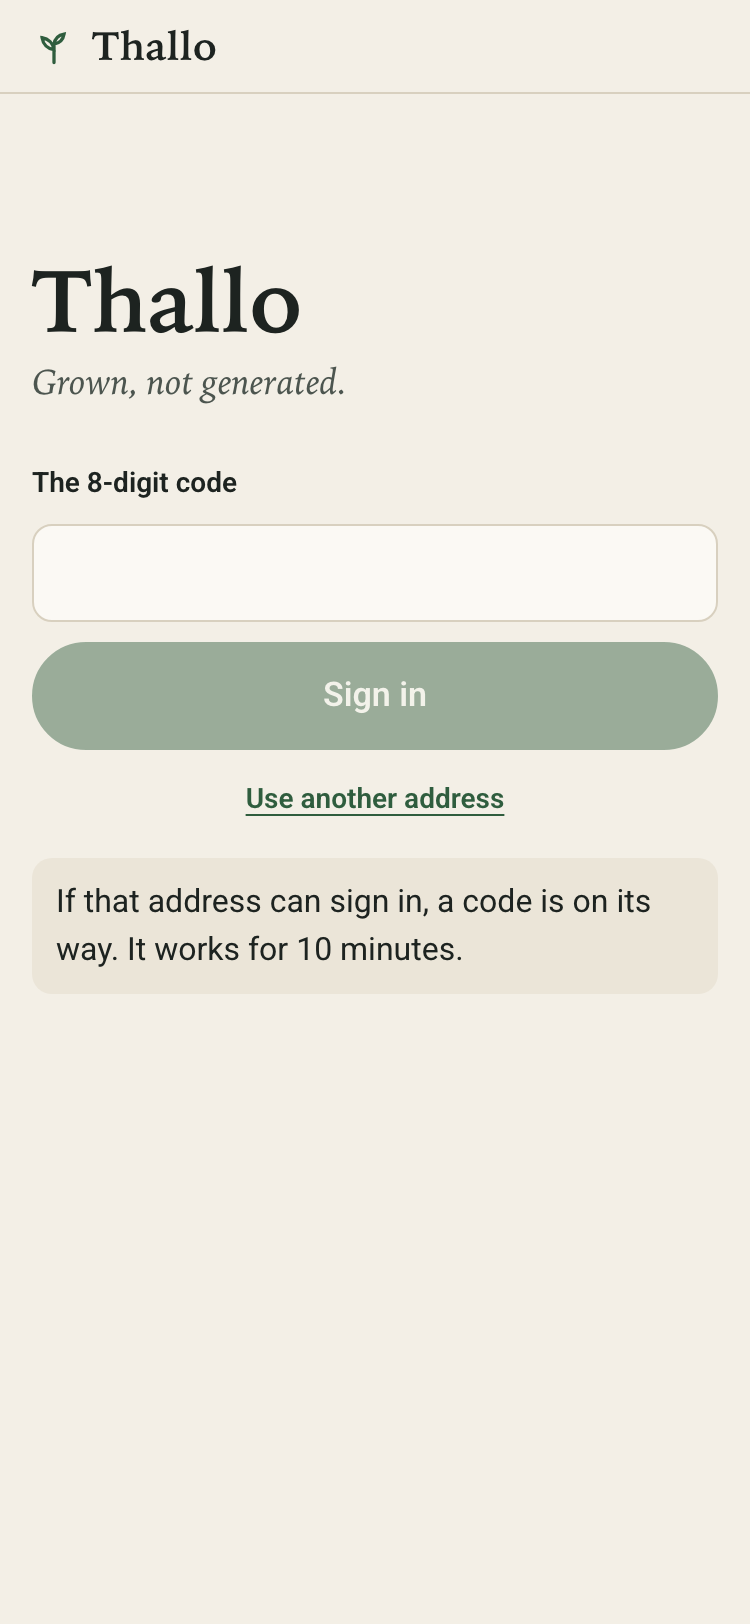 Thallo
Thallo
Grown, not generated.
The 8-digit code
Sign in
Use another address
If that address can sign in, a code is on its
way. It works for 10 minutes.